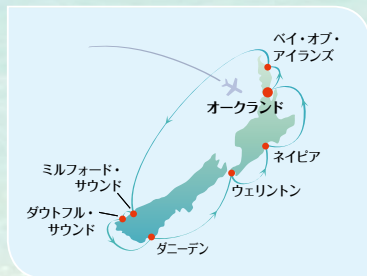 ベイ・オブ・
アイランズ
オークランド
ネイピア
ミルフォード・
サウンド
ウェリントン
ダウトフル・
サウンド
ダニーデン